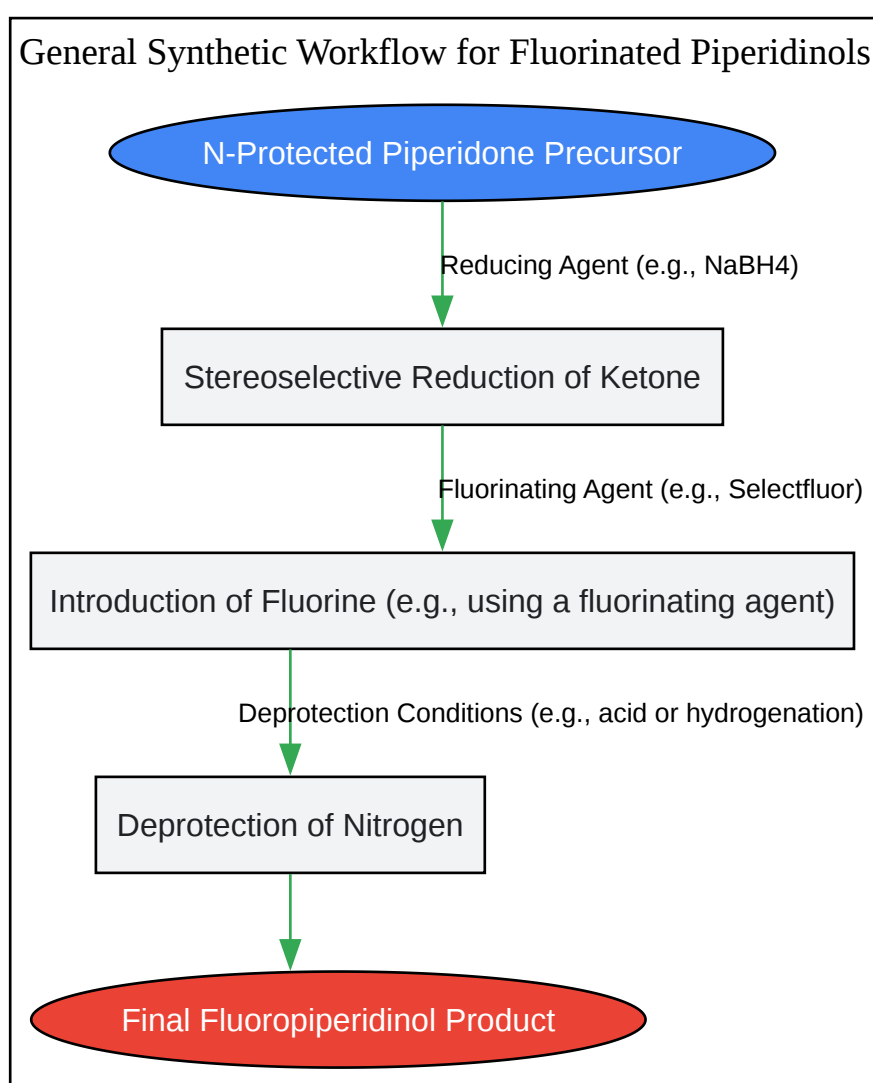 General Synthetic Workflow for Fluorinated Piperidinols
N-Protected Piperidone Precursor
Reducing Agent (e.g., NaBH4)
Stereoselective Reduction of Ketone
Fluorinating Agent (e.g., Selectfluor)
Introduction of Fluorine (e.g., using a fluorinating agent)
Deprotection Conditions (e.g., acid or hydrogenation)
Deprotection of Nitrogen
Final Fluoropiperidinol Product